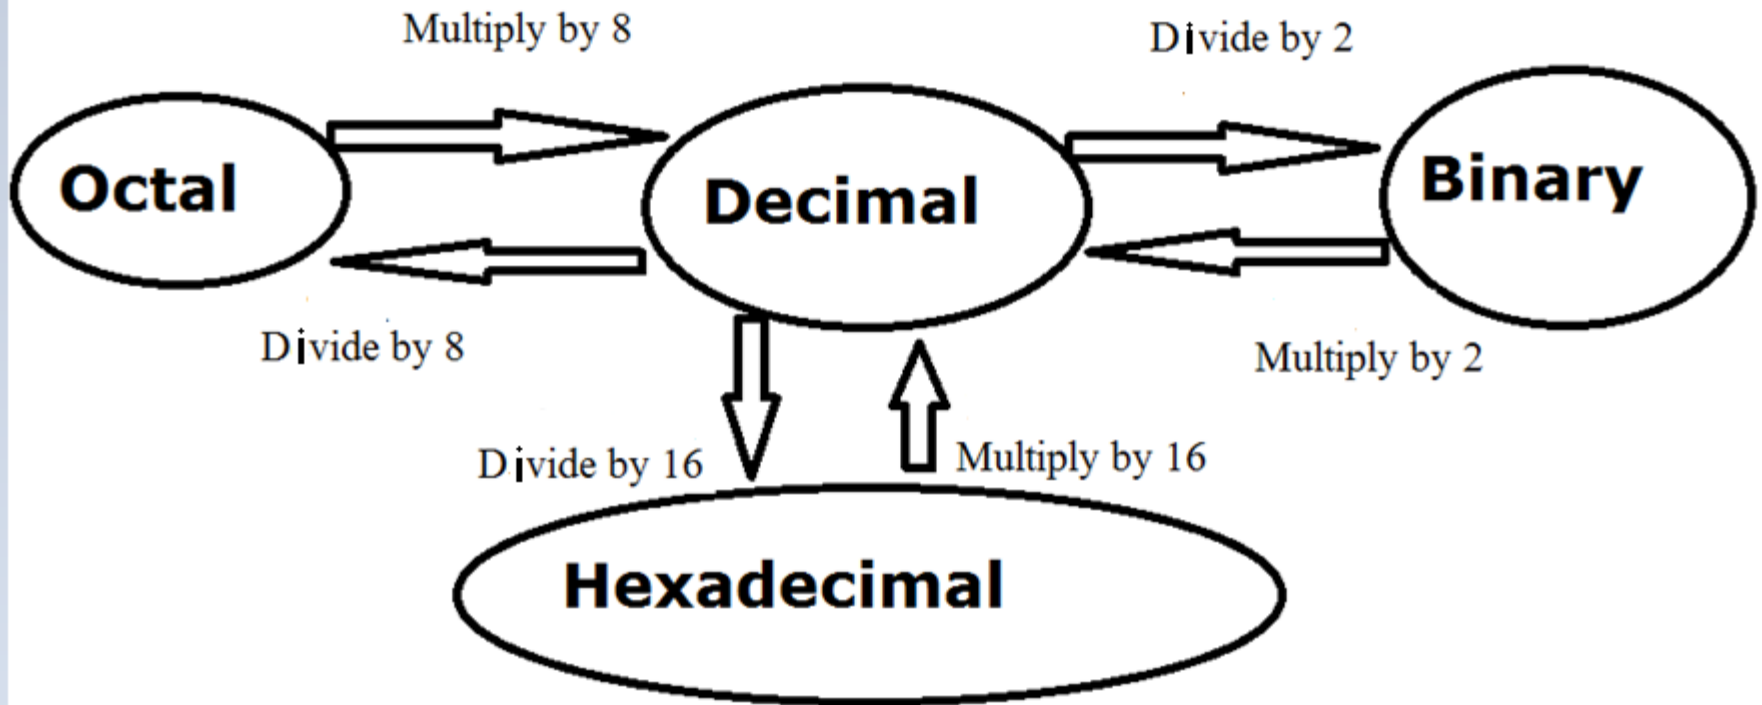 Multiply by 8
Divide by 2
Octal
Decimal
Binary
Divide by 8
Multiply by 2
Divide by 16
Multiply by 16
Hexadecimal